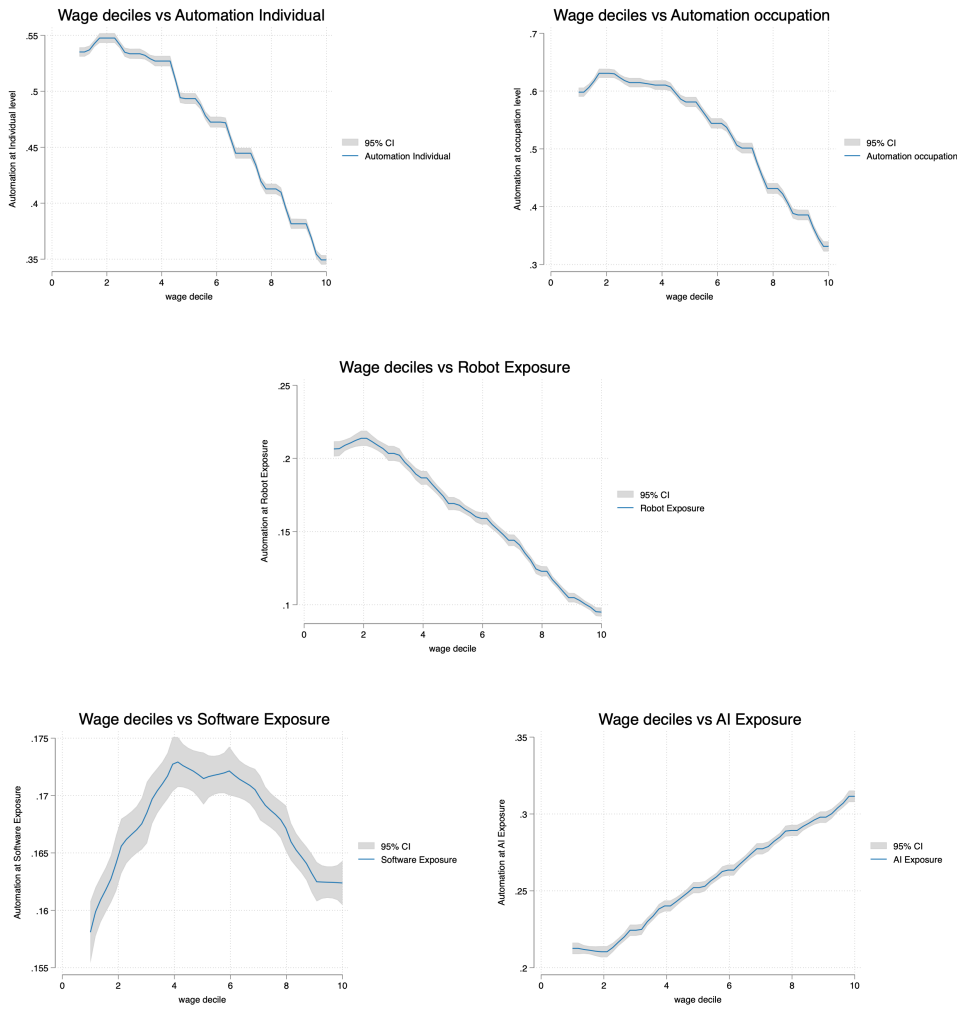 Wage deciles vs Automation Individual
Automation at Individual level
.55
.5
.45
.4
.35
0 2 4 6 8 10
wage decile
95% CI
Automation Individual
Wage deciles vs Automation occupation
Automation at occupation level
.7
.6
.5
.4
.3
0 2 4 6 8 10
wage decile
95% CI
Automation occupation
Wage deciles vs Robot Exposure
Automation at Robot Exposure
.25
.2
.15
.1
0 2 4 6 8 10
wage decile
95% CI
Robot Exposure
Wage deciles vs Software Exposure
Automation at Software Exposure
.175
.17
.165
.16
.155
0 2 4 6 8 10
wage decile
95% CI
Software Exposure
Wage deciles vs AI Exposure
Automation at AI Exposure
.35
.3
.25
.2
0 2 4 6 8 10
wage decile
95% CI
AI Exposure